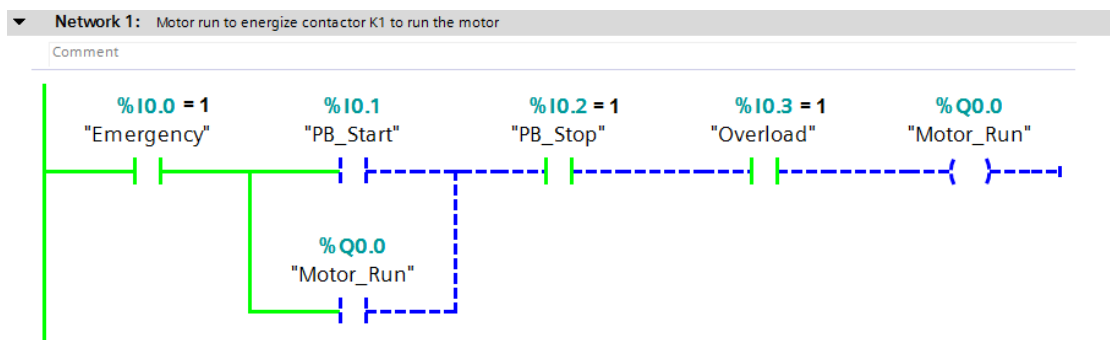 Network 1: Motor run to energize contactor K1 to run the motor
Comment
%I0.0 = 1 %I0.1 %I0.2 = 1 %I0.3 = 1 %Q0.0
"Emergency" "PB_Start" "PB_Stop" "Overload" "Motor_Run"
%Q0.0
"Motor_Run"